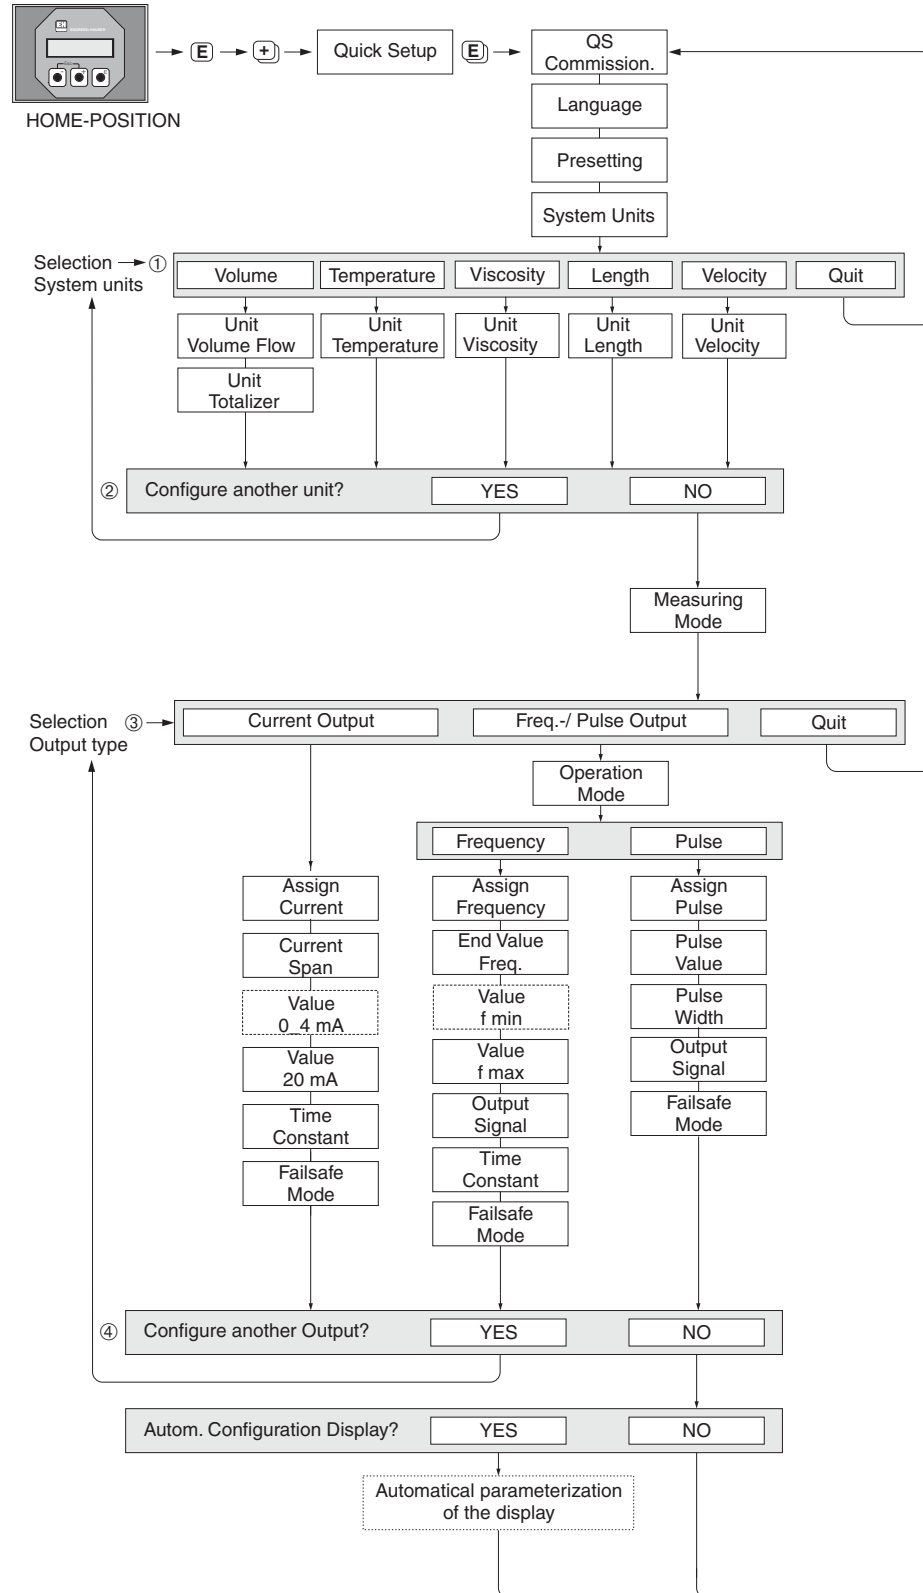 E
+
Quick Setup
E
QS
Commission.
HOME-POSITION
Language
Presetting
System Units
Selection
System units
①
Volume
Temperature
Viscosity
Length
Velocity
Quit
Unit
Volume Flow
Unit
Temperature
Unit
Viscosity
Unit
Length
Unit
Velocity
Unit
Totalizer
②
Configure another unit?
YES
NO
Measuring
Mode
Selection
Output type
③
Current Output
Freq.-/ Pulse Output
Quit
Operation
Mode
Frequency
Pulse
Assign
Current
Assign
Frequency
Assign
Pulse
Current
Span
End Value
Freq.
Pulse
Value
Value
0_4 mA
Value
f min
Pulse
Width
Value
20 mA
Value
f max
Output
Signal
Time
Constant
Output
Signal
Failsafe
Mode
Failsafe
Mode
Time
Constant
Failsafe
Mode
④
Configure another Output?
YES
NO
Autom. Configuration Display?
YES
NO
Automatical parameterization
of the display